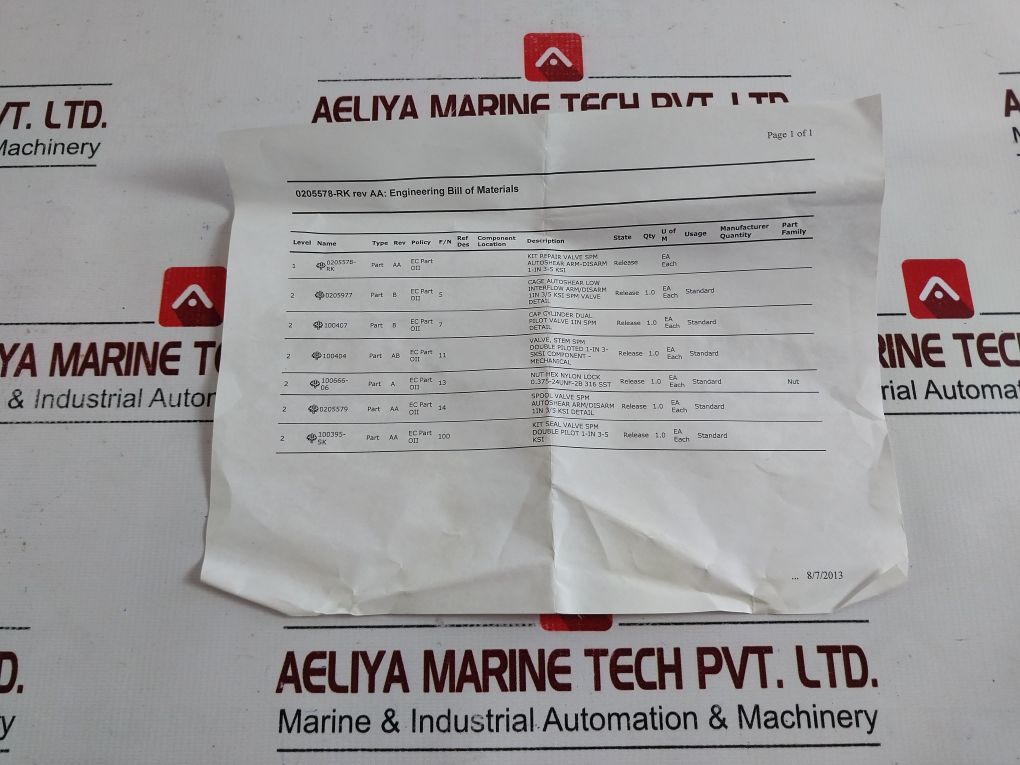 VT. LTD.
Machinery
AELIYA MARINE TECH PVT. LTD.
Page 1 of 1
0205578-RK rev AA: Engineering Bill of Materials
Level Name Type Rev Policy F/N Ref Des Component Location Description State Qty U of M Usage Manufacturer Quantity Part Family
1 0205578-RK Part AA EC Part OII KIT REPAIR VALVE SPM AUTOSHEAR ARM-DISARM 1-IN 3-5 KSI Release EA Each
2 0205977 Part B EC Part OII 5 CAGE AUTOSHEAR LOW INTERFLOW ARM/DISARM 1IN 3/5 KSI SPM VALVE DETAIL Release 1.0 EA Each Standard
2 100407 Part B EC Part OII 7 CAP CYLINDER DUAL PILOT VALVE 1IN SPM DETAIL Release 1.0 EA Each Standard
2 100404 Part AB EC Part OII 11 VALVE, STEM SPM DOUBLE PILOTED 1-IN 3-5KSI COMPONENT - MECHANICAL Release 1.0 EA Each Standard
2 100666-06 Part A EC Part OII 13 NUT HEX NYLON LOCK 0.375-24UNF-2B 316 SST Release 1.0 EA Each Standard Nut
2 0205579 Part AA EC Part OII 14 SPOOL VALVE SPM AUTOSHEAR ARM/DISARM 1IN 3/5 KSI DETAIL Release 1.0 EA Each Standard
2 100395-SK Part AA EC Part OII 100 KIT SEAL VALVE SPM DOUBLE PILOT 1-IN 3-5 KSI Release 1.0 EA Each Standard
... 8/7/2013
YA MARINE TE
& Industrial Autom
RINE TEC
rial Autom
D.
y
AELIYA MARINE TECH PVT. LTD.
Marine & Industrial Automation & Machinery